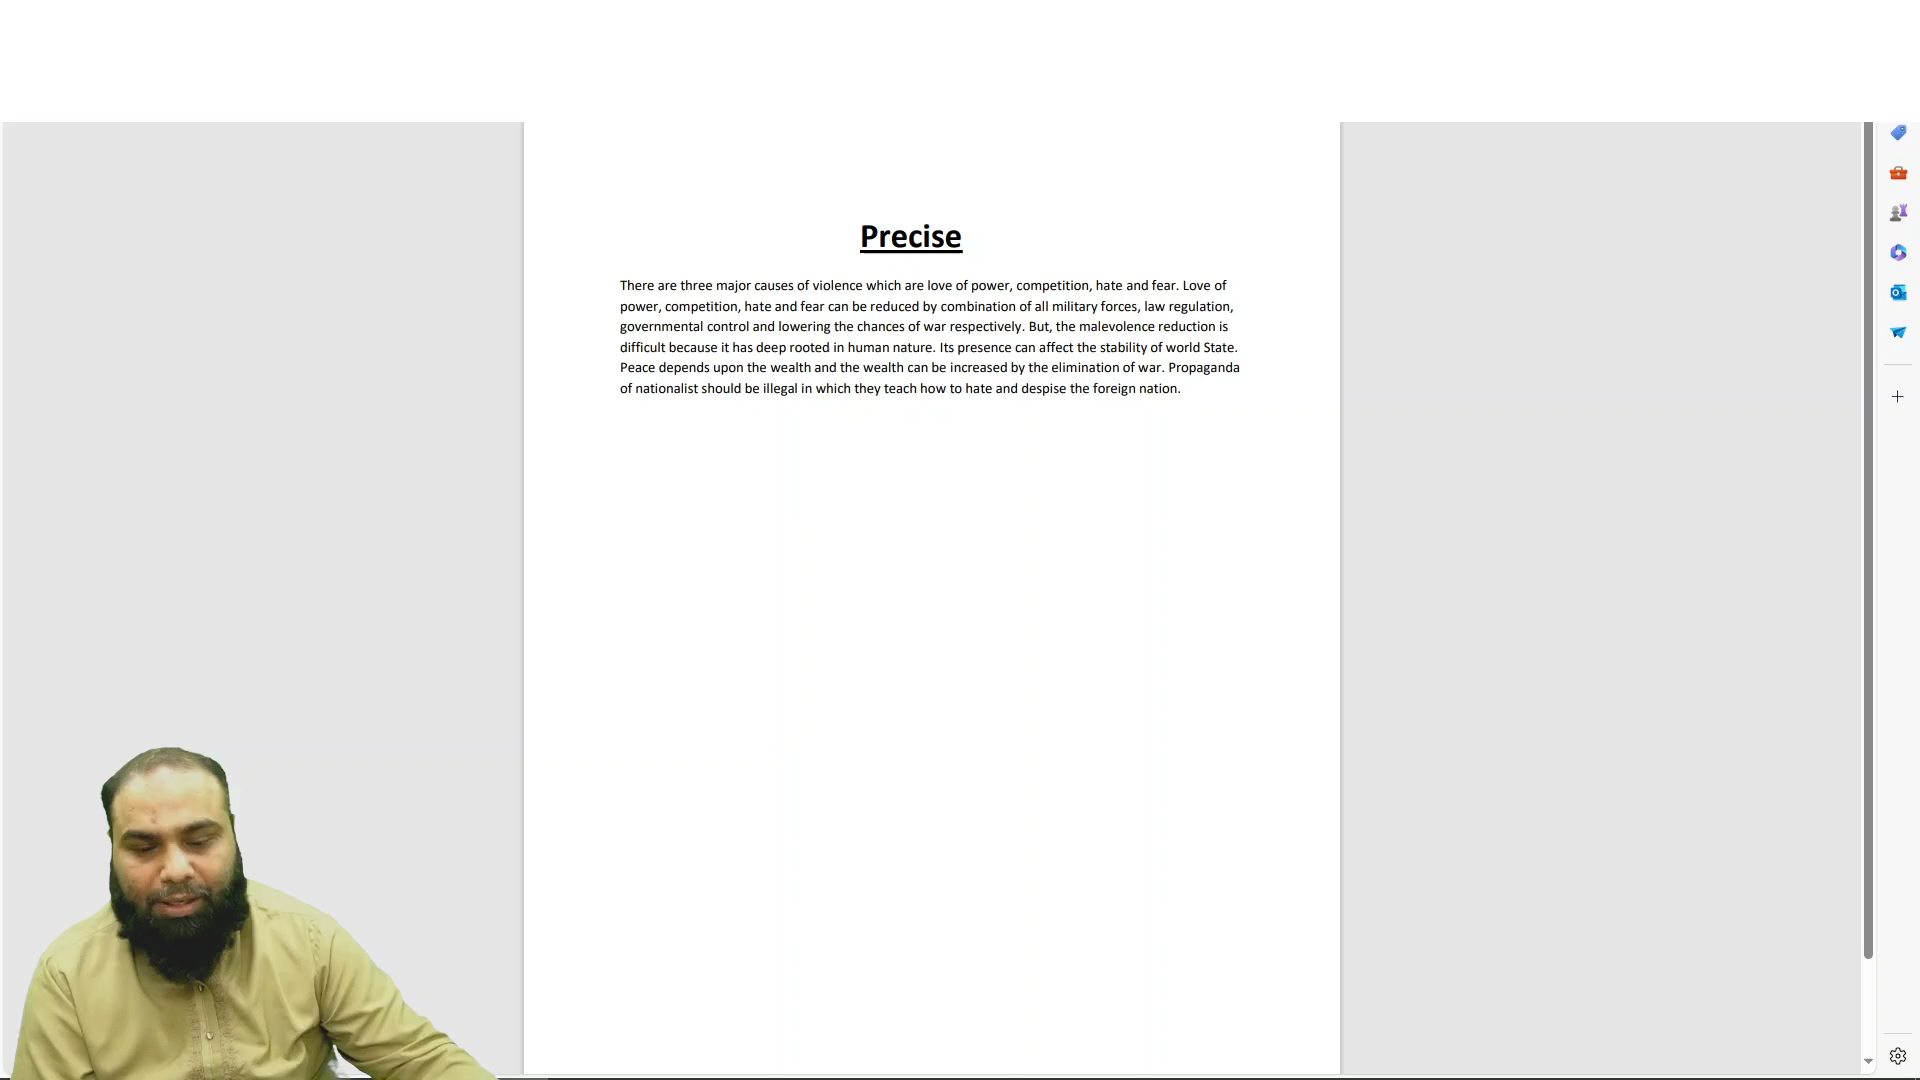 Precise
There are three major causes of violence which are love of power, competition, hate and fear. Love of
power, competition, hate and fear can be reduced by combination of all military forces, law regulation,
governmental control and lowering the chances of war respectively. But, the malevolence reduction is
difficult because it has deep rooted in human nature. Its presence can affect the stability of world State.
Peace depends upon the wealth and the wealth can be increased by the elimination of war. Propaganda
of nationalist should be illegal in which they teach how to hate and despise the foreign nation.